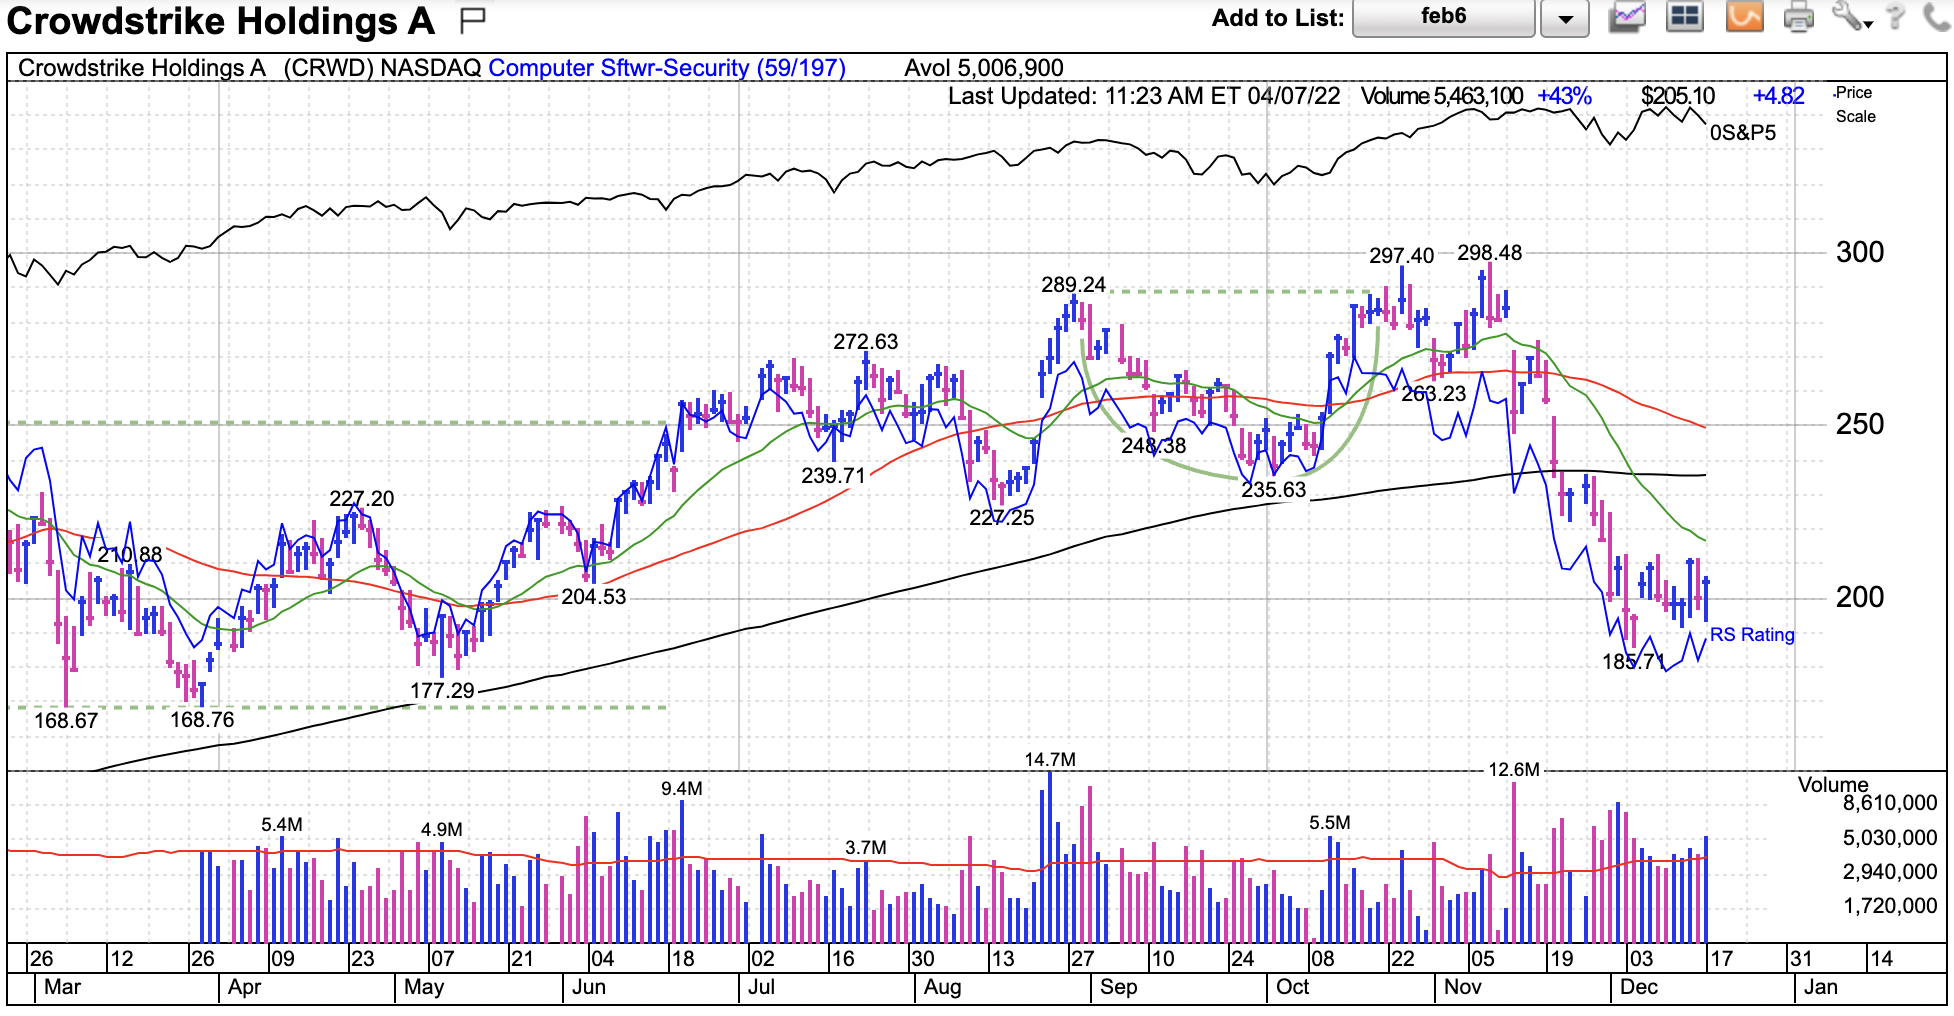 Crowdstrike Holdings A
Add to List: feb6
Crowdstrike Holdings A (CRWD) NASDAQ Computer Sftwr-Security (59/197) Avol 5,006,900
Last Updated: 11:23 AM ET 04/07/22 Volume 5,463,100 +43% $205.10 +4.82
Price
Scale
0S&P5
300
297.40
298.48
289.24
272.63
263.23
250
248.38
239.71
235.63
227.20
227.25
210.88
204.53
200
RS Rating
185.71
177.29
168.67
168.76
14.7M
12.6M
9.4M
5.4M
4.9M
3.7M
5.5M
Volume
8,610,000
5,030,000
2,940,000
1,720,000
26 12 26 09 23 07 21 04 18 02 16 30 13 27 10 24 08 22 05 19 03 17 31 14
Mar Apr May Jun Jul Aug Sep Oct Nov Dec Jan